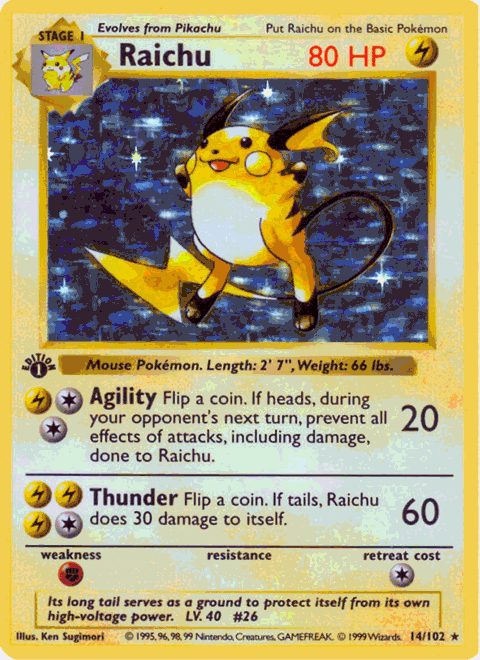 Evolves from Pikachu
Put Raichu on the Basic Pokémon
STAGE 1
Raichu
80 HP
EDITION
1
Mouse Pokémon. Length: 2' 7", Weight: 66 lbs.
Agility Flip a coin. If heads, during
your opponent's next turn, prevent all
effects of attacks, including damage,
done to Raichu.
20
Thunder Flip a coin. If tails, Raichu
does 30 damage to itself.
60
weakness
resistance
retreat cost
Its long tail serves as a ground to protect itself from its own
high-voltage power. LV. 40 #26
Illus. Ken Sugimori
© 1995, 96, 98, 99 Nintendo, Creatures, GAMEFREAK. © 1999 Wizards.
14/102 ★